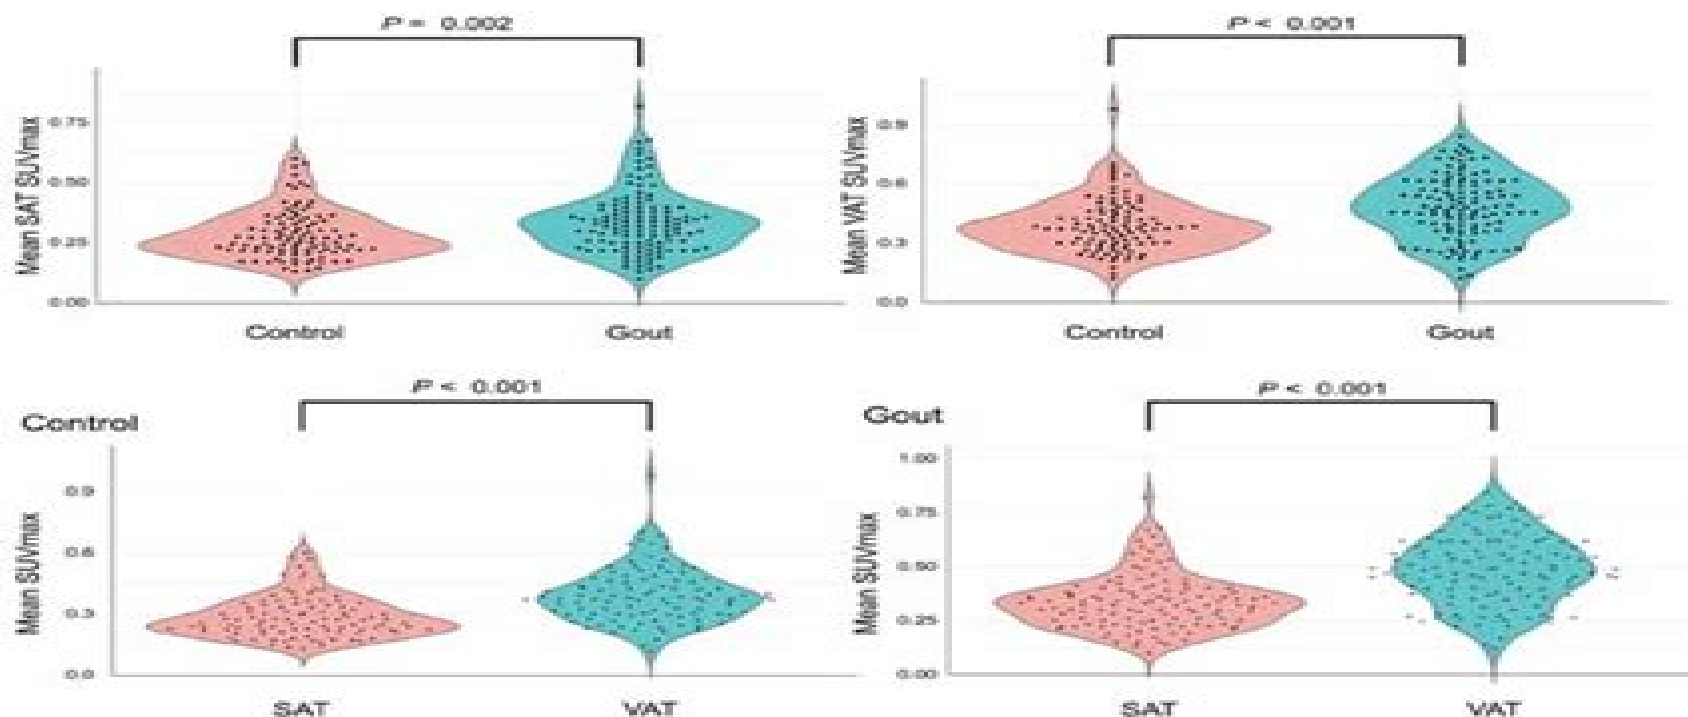 P = 0.002
Mean SAT SUVmax
0.75
0.50
0.25
0.00
Control
Gout
P < 0.001
Mean VAT SUVmax
0.9
0.6
0.3
0.0
Control
Gout
Control
P < 0.001
Mean SUVmax
0.9
0.6
0.3
0.0
SAT
VAT
Gout
P < 0.001
Mean SUVmax
1.00
0.75
0.50
0.25
0.00
SAT
VAT